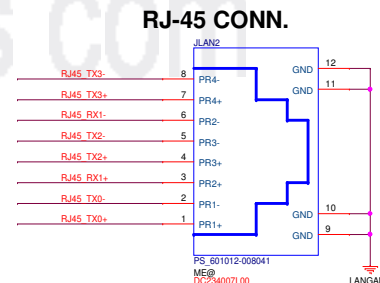 RJ-45 CONN.
JLAN2
RJ45_TX3- 8 PR4- GND 12
RJ45_TX3+ 7 PR4+ GND 11
RJ45_RX1- 6 PR2-
RJ45_TX2- 5 PR3-
RJ45_TX2+ 4 PR3+
RJ45_RX1+ 3 PR2+
RJ45_TX0- 2 PR1- GND 10
RJ45_TX0+ 1 PR1+ GND 9
PS_601012-008041
ME@
DC234007L00